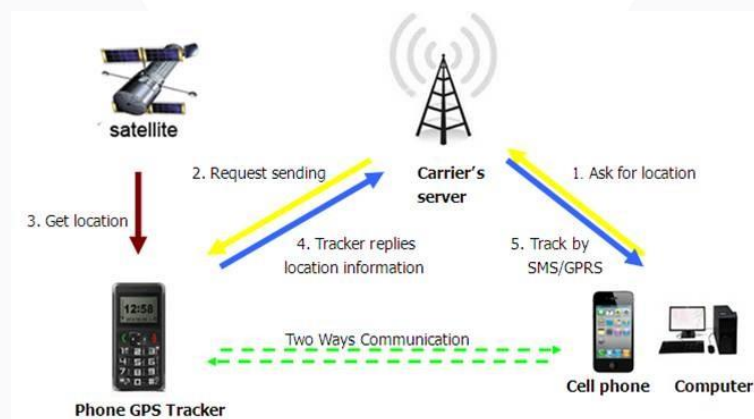 satellite
2. Request sending
Carrier's
server
1. Ask for location
3. Get location
4. Tracker replies
location information
5. Track by
SMS/GPRS
12:58
Two Ways Communication
Cell phone
Computer
Phone GPS Tracker